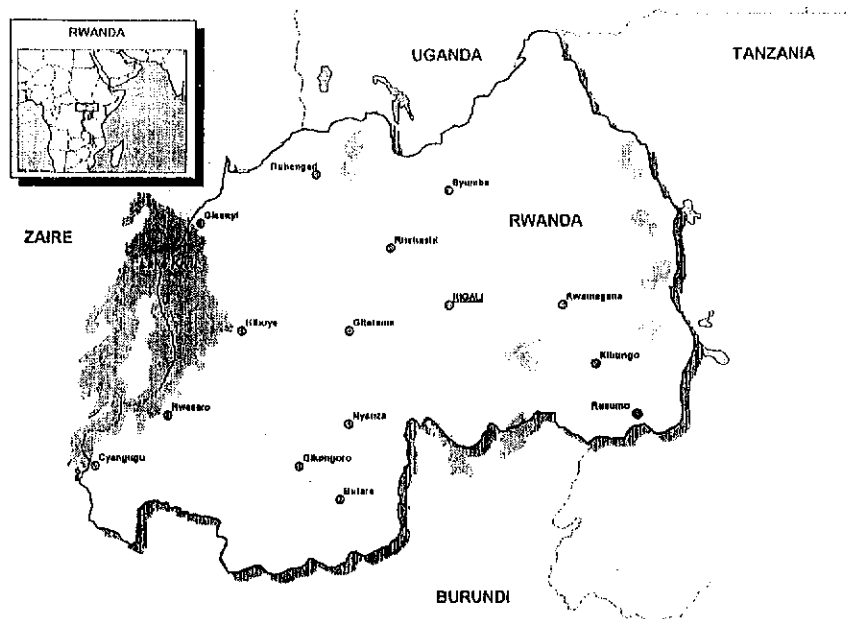 RWANDA
UGANDA
TANZANIA
Ruhengeri
Byumba
Gisenyi
ZAIRE
RWANDA
KIGALI
Rwamagana
Kibuye
Gitarama
Kibungo
Rusumo
Nyanza
Cyangugu
Gikongoro
Butare
BURUNDI